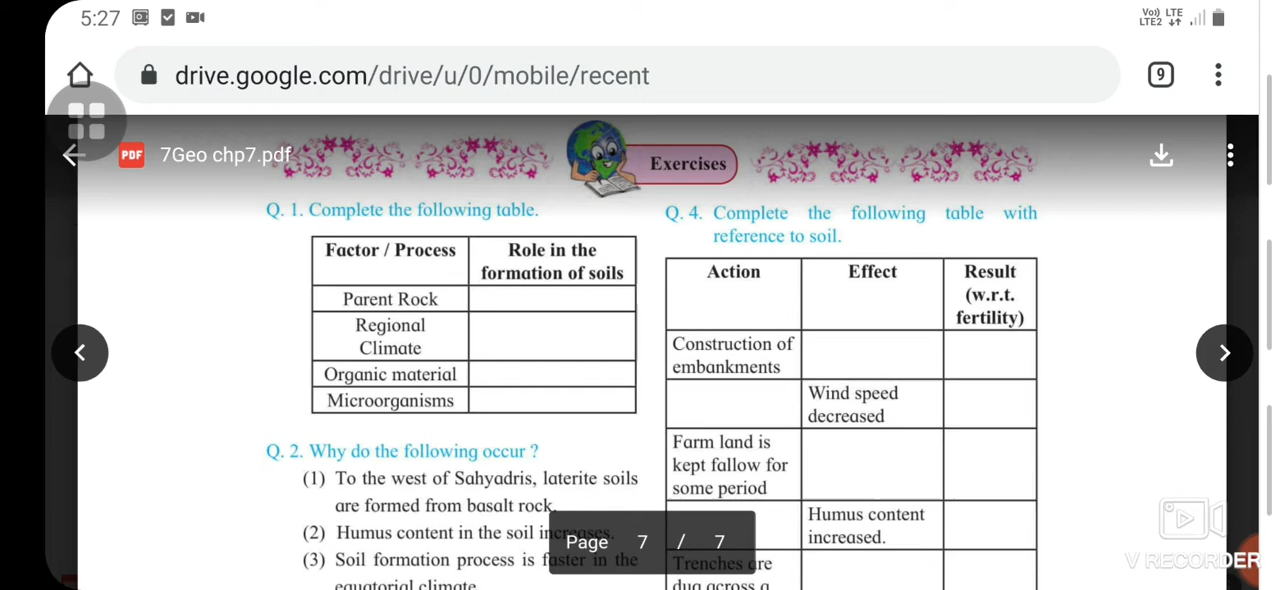 5:27
Vo)) LTE
LTE2
drive.google.com/drive/u/0/mobile/recent
9
PDF 7Geo chp7.pdf
Exercises
Q. 1. Complete the following table.
Factor / Process
Role in the
formation of soils
Parent Rock
Regional
Climate
Organic material
Microorganisms
Q. 2. Why do the following occur ?
(1) To the west of Sahyadris, laterite soils
are formed from basalt rock.
(2) Humus content in the soil increases.
(3) Soil formation process is faster in the
equatorial climate.
Q. 4. Complete the following table with
reference to soil.
Action
Effect
Result
(w.r.t.
fertility)
Construction of
embankments
Wind speed
decreased
Farm land is
kept fallow for
some period
Humus content
increased.
Trenches are
dug across a
Page 7 / 7
V RECORDER